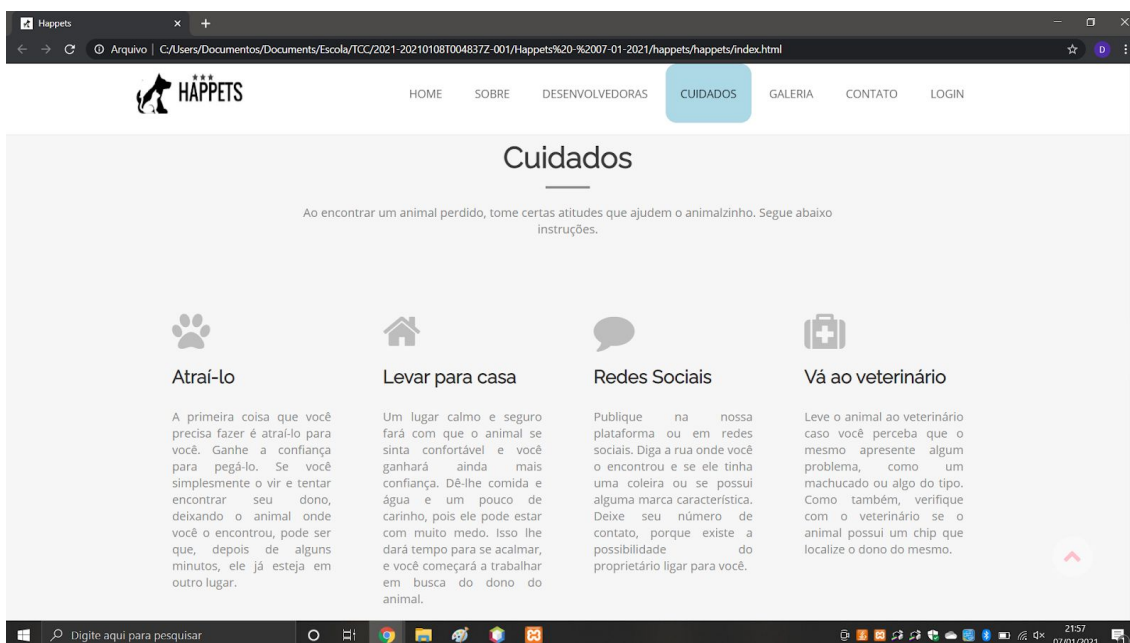 Happets
Arquivo | C:/Users/Documentos/Documents/Escola/TCC/2021-20210108T004837Z-001/Happets%20-%2007-01-2021/happets/happets/index.html
D
HAPPETS
HOME SOBRE DESENVOLVEDORAS CUIDADOS GALERIA CONTATO LOGIN
Cuidados
Ao encontrar um animal perdido, tome certas atitudes que ajudem o animalzinho. Segue abaixo
instruções.
Atraí-lo
A primeira coisa que você
precisa fazer é atraí-lo para
você. Ganhe a confiança
para pegá-lo. Se você
simplesmente o vir e tentar
encontrar seu dono,
deixando o animal onde
você o encontrou, pode ser
que, depois de alguns
minutos, ele já esteja em
outro lugar.
Levar para casa
Um lugar calmo e seguro
fará com que o animal se
sinta confortável e você
ganhará ainda mais
confiança. Dê-lhe comida e
água e um pouco de
carinho, pois ele pode estar
com muito medo. Isso lhe
dará tempo para se acalmar,
e você começará a trabalhar
em busca do dono do
animal.
Redes Sociais
Publique na nossa
plataforma ou em redes
sociais. Diga a rua onde você
o encontrou e se ele tinha
uma coleira ou se possui
alguma marca característica.
Deixe seu número de
contato, porque existe a
possibilidade do
proprietário ligar para você.
Vá ao veterinário
Leve o animal ao veterinário
caso você perceba que o
mesmo apresente algum
problema, como um
machucado ou algo do tipo.
Como também, verifique
com o veterinário se o
animal possui um chip que
localize o dono do mesmo.
Digite aqui para pesquisar
21:57
07/01/2021